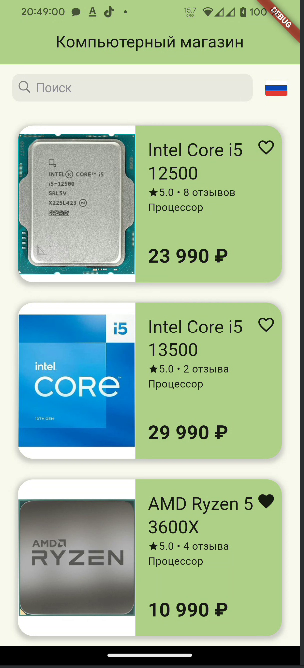 20:49:00
100
DEBUG
Компьютерный магазин
Поиск
INTEL® CORE™ i5
i5-12500
SRL5V
X225L423
Intel Core i5
12500
★5.0 • 8 отзывов
Процессор
23 990 ₽
i5
intel
CORE™
Intel Core i5
13500
★5.0 • 2 отзыва
Процессор
29 990 ₽
AMD
RYZEN
AMD Ryzen 5
3600X
★5.0 • 4 отзыва
Процессор
10 990 ₽